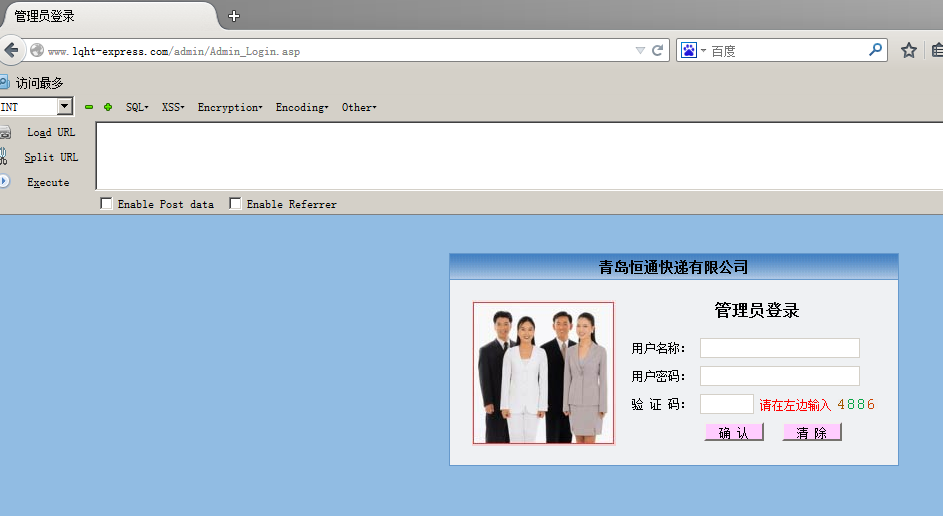 管理员登录
www.lqht-express.com/admin/Admin_Login.asp
百度
访问最多
INT
SQL
XSS
Encryption
Encoding
Other
Load URL
Split URL
Execute
Enable Post data
Enable Referrer
青岛恒通快递有限公司
管理员登录
用户名称：
用户密码：
验 证 码： 请在左边输入 4886
确 认 清 除